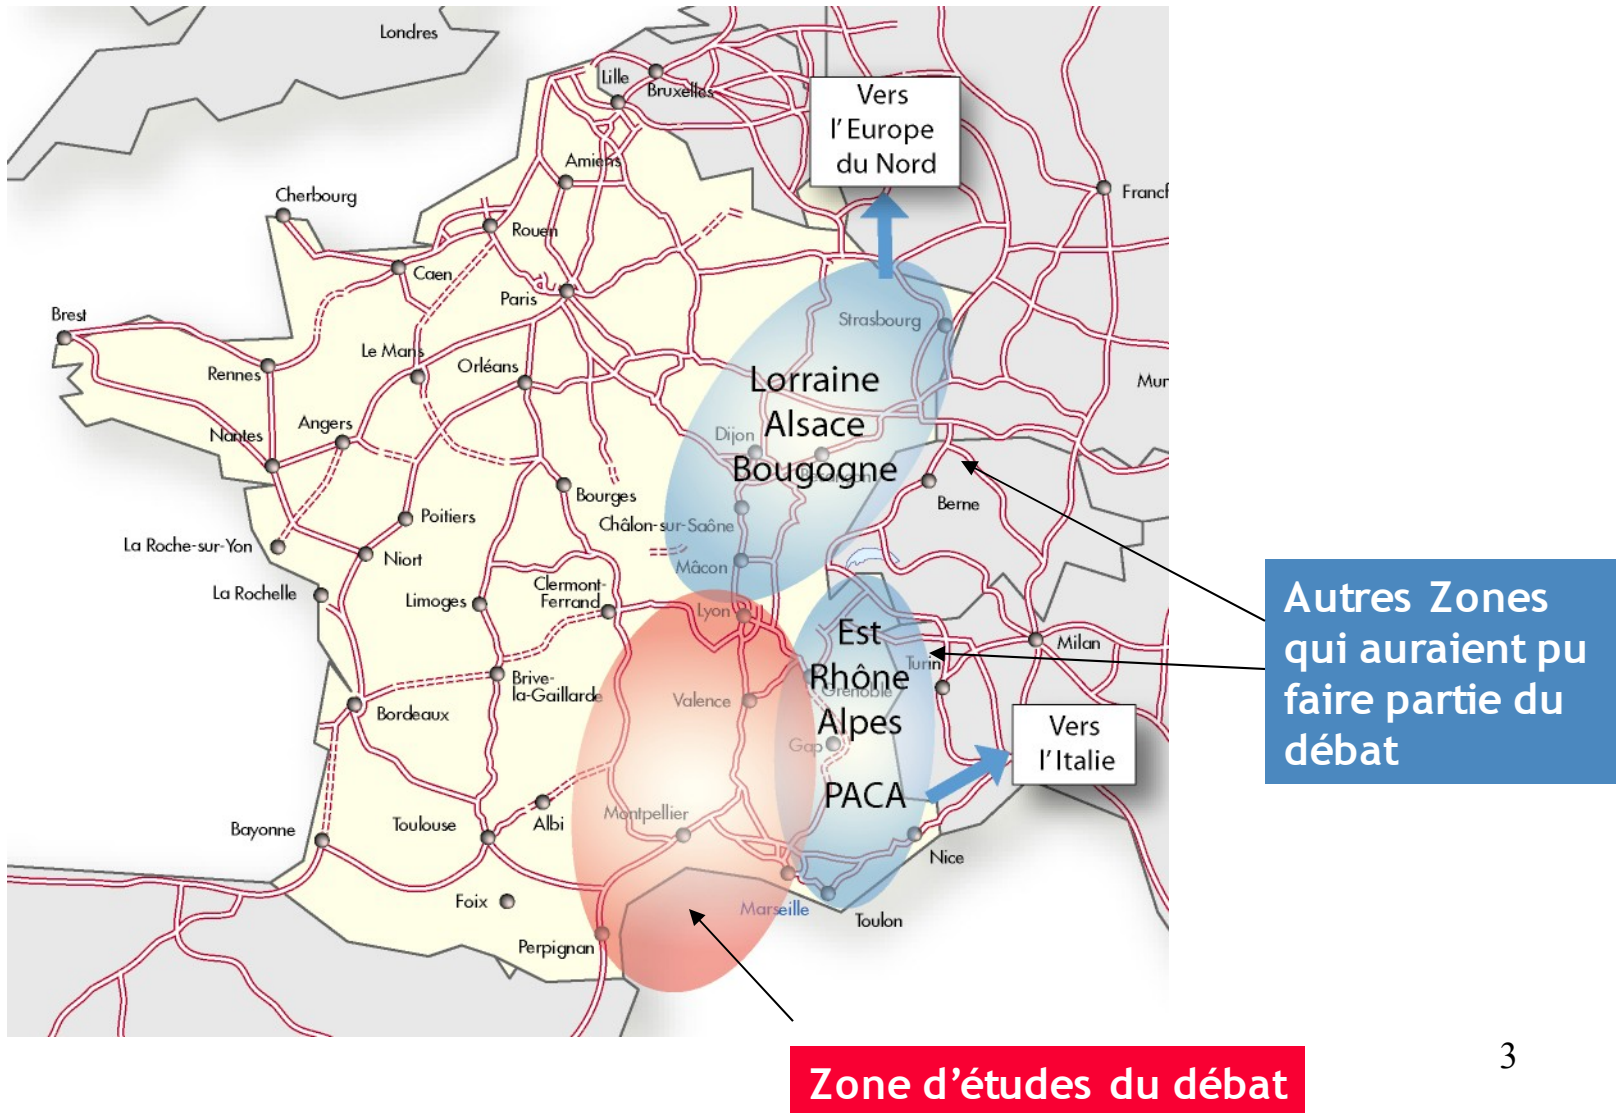 Londres
Lille
Bruxelles
Vers
l'Europe
du Nord
Amiens
Francf
Cherbourg
Rouen
Caen
Paris
Brest
Strasbourg
Le Mans
Orléans
Rennes
Lorraine
Mun
Angers
Alsace
Nantes
Dijon
Bougogne
Besançon
Bourges
Berne
Poitiers
Châlon-sur-Saône
La Roche-sur-Yon
Niort
Mâcon
La Rochelle
Limoges
Clermont-
Ferrand
Lyon
Autres Zones
qui auraient pu
faire partie du
débat
Est
Rhône
Alpes
PACA
Milan
Turin
Brive-
la-Gaillarde
Grenoble
Valence
Bordeaux
Gap
Vers
l'Italie
Montpellier
Bayonne
Toulouse
Albi
Nice
Foix
Marseille
Toulon
Perpignan
Zone d'études du débat
3